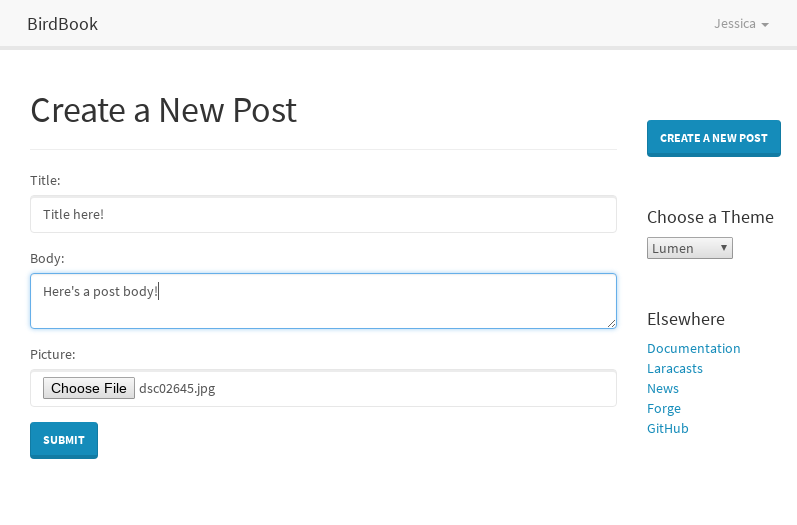 BirdBook
Jessica
Create a New Post
Title:
Title here!
Body:
Here's a post body!
Picture:
Choose File dsc02645.jpg
SUBMIT
CREATE A NEW POST
Choose a Theme
Lumen
Elsewhere
Documentation
Laracasts
News
Forge
GitHub